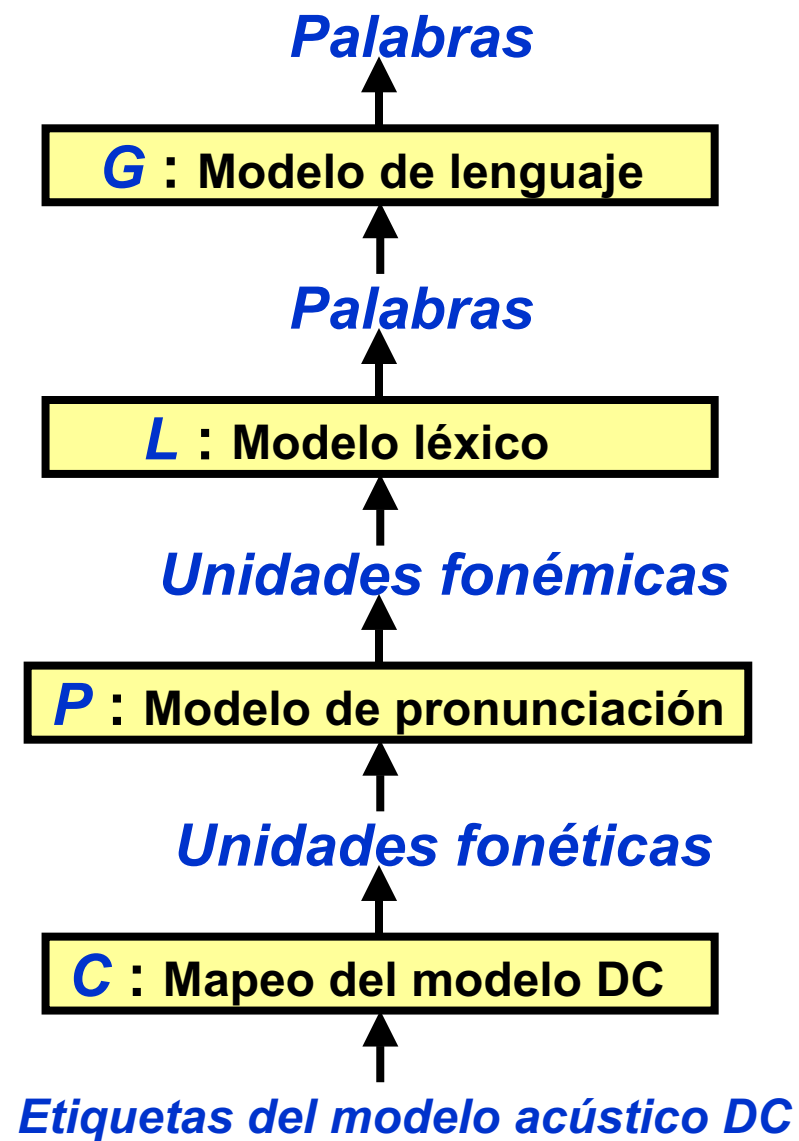 Palabras
G : Modelo de lenguaje
Palabras
L : Modelo léxico
Unidades fonémicas
P : Modelo de pronunciación
Unidades fonéticas
C : Mapeo del modelo DC
Etiquetas del modelo acústico DC